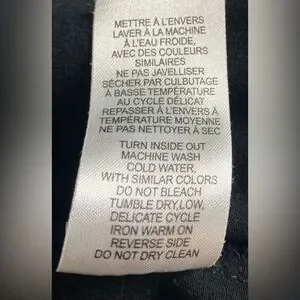 METTRE À L'ENVERS
LAVER À LA MACHINE
À L'EAU FROIDE,
AVEC DES COULEURS
SIMILAIRES
NE PAS JAVELLISER
SÉCHER PAR CULBUTAGE
À BASSE TEMPÉRATURE
AU CYCLE DÉLICAT
REPASSER À L'ENVERS À
TEMPÉRATURE MOYENNE
NE PAS NETTOYER À SEC
TURN INSIDE OUT
MACHINE WASH
COLD WATER,
WITH SIMILAR COLORS
DO NOT BLEACH
TUMBLE DRY,LOW,
DELICATE CYCLE
IRON WARM ON
REVERSE SIDE
DO NOT DRY CLEAN